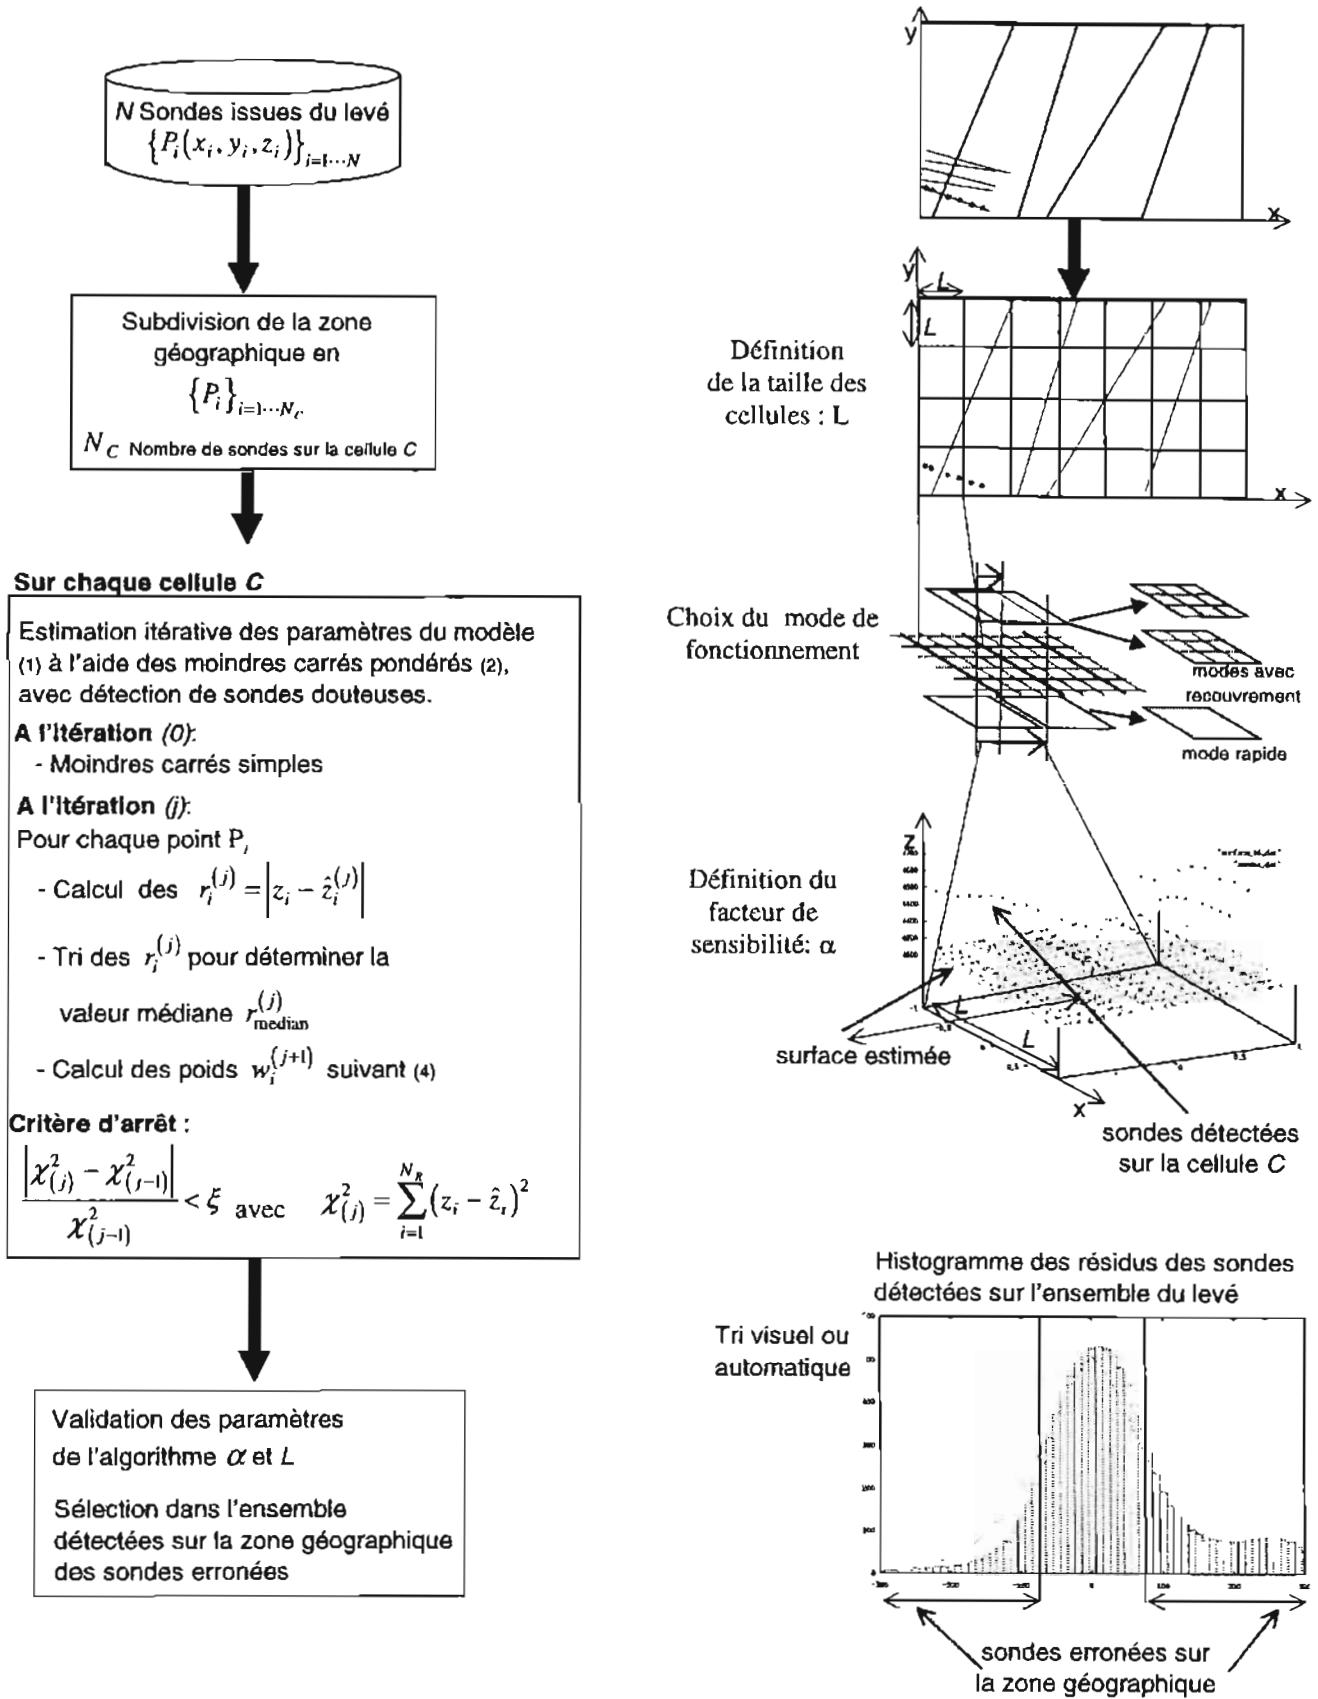 N Sondes issues du levé
{P_i(x_i, y_i, z_i)}_{i=1···N}
Subdivision de la zone
géographique en
{P_i}_{i=1···N_C}
N_C Nombre de sondes sur la cellule C
Sur chaque cellule C
Estimation itérative des paramètres du modèle
(1) à l'aide des moindres carrés pondérés (2),
avec détection de sondes douteuses.
A l'itération (0):
- Moindres carrés simples
A l'itération (j):
Pour chaque point P_i
- Calcul des r_i^{(j)} = |z_i − ẑ_i^{(j)}|
- Tri des r_i^{(j)} pour déterminer la
valeur médiane r_{median}^{(j)}
- Calcul des poids w_i^{(j+1)} suivant (4)
Critère d'arrêt :
|χ²_{(j)} − χ²_{(j−1)}| / χ²_{(j−1)} < ξ avec χ²_{(j)} = ∑_{i=1}^{N_R} (z_i − ẑ_i)²
Validation des paramètres
de l'algorithme α et L
Sélection dans l'ensemble
détectées sur la zone géographique
des sondes erronées
y
x
y
L
L
x
Définition
de la taille des
cellules : L
Choix du mode de
fonctionnement
modes avec
recouvrement
mode rapide
Définition du
facteur de
sensibilité: α
z
L
L
x
surface estimée
sondes détectées
sur la cellule C
Histogramme des résidus des sondes
détectées sur l'ensemble du levé
Tri visuel ou
automatique
0
sondes erronées sur
la zone géographique